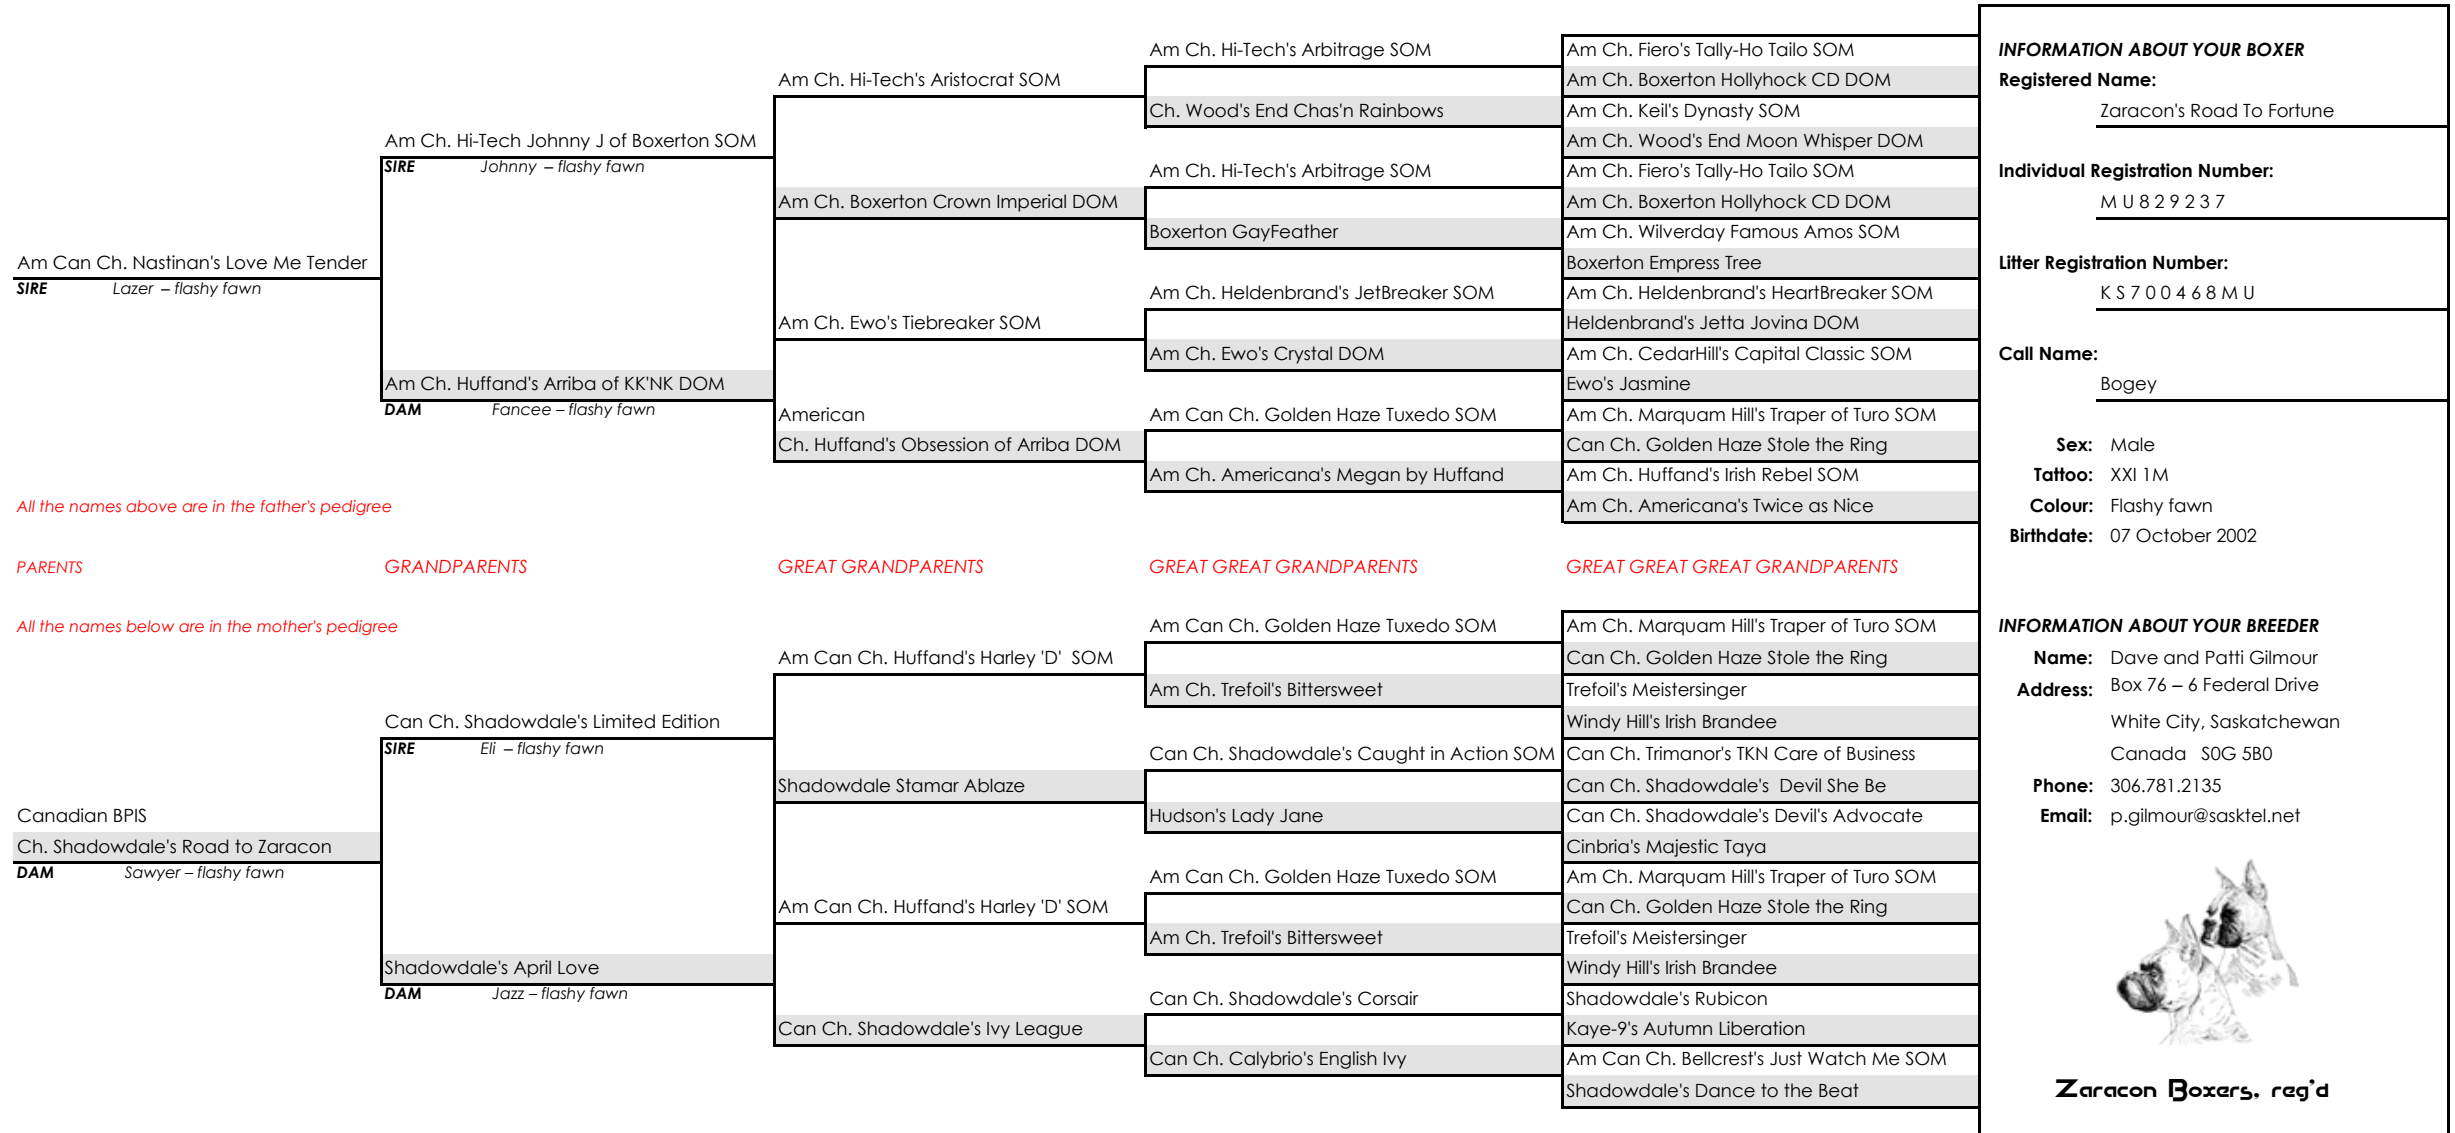 Am Ch. Hi-Tech's Arbitrage SOM
Am Ch. Fiero's Tally-Ho Tailo SOM
Am Ch. Hi-Tech's Aristocrat SOM
Am Ch. Boxerton Hollyhock CD DOM
Ch. Wood's End Chas'n Rainbows
Am Ch. Keil's Dynasty SOM
Am Ch. Hi-Tech Johnny J of Boxerton SOM
Am Ch. Wood's End Moon Whisper DOM
SIRE Johnny – flashy fawn
Am Ch. Hi-Tech's Arbitrage SOM
Am Ch. Fiero's Tally-Ho Tailo SOM
Am Ch. Boxerton Crown Imperial DOM
Am Ch. Boxerton Hollyhock CD DOM
Boxerton GayFeather
Am Ch. Wilverday Famous Amos SOM
Am Can Ch. Nastinan's Love Me Tender
Boxerton Empress Tree
SIRE Lazer – flashy fawn
Am Ch. Heldenbrand's JetBreaker SOM
Am Ch. Heldenbrand's HeartBreaker SOM
Am Ch. Ewo's Tiebreaker SOM
Heldenbrand's Jetta Jovina DOM
Am Ch. Ewo's Crystal DOM
Am Ch. CedarHill's Capital Classic SOM
Am Ch. Huffand's Arriba of KK'NK DOM
Ewo's Jasmine
DAM Fancee – flashy fawn
American
Am Can Ch. Golden Haze Tuxedo SOM
Am Ch. Marquam Hill's Traper of Turo SOM
Ch. Huffand's Obsession of Arriba DOM
Can Ch. Golden Haze Stole the Ring
Am Ch. Americana's Megan by Huffand
Am Ch. Huffand's Irish Rebel SOM
All the names above are in the father's pedigree
Am Ch. Americana's Twice as Nice
PARENTS
GRANDPARENTS
GREAT GRANDPARENTS
GREAT GREAT GRANDPARENTS
GREAT GREAT GREAT GRANDPARENTS
All the names below are in the mother's pedigree
Am Can Ch. Golden Haze Tuxedo SOM
Am Ch. Marquam Hill's Traper of Turo SOM
Am Can Ch. Huffand's Harley 'D' SOM
Can Ch. Golden Haze Stole the Ring
Am Ch. Trefoil's Bittersweet
Trefoil's Meistersinger
Can Ch. Shadowdale's Limited Edition
Windy Hill's Irish Brandee
SIRE Eli – flashy fawn
Can Ch. Shadowdale's Caught in Action SOM
Can Ch. Trimanor's TKN Care of Business
Shadowdale Stamar Ablaze
Can Ch. Shadowdale's Devil She Be
Canadian BPIS
Hudson's Lady Jane
Can Ch. Shadowdale's Devil's Advocate
Ch. Shadowdale's Road to Zaracon
Cinbria's Majestic Taya
DAM Sawyer – flashy fawn
Am Can Ch. Golden Haze Tuxedo SOM
Am Ch. Marquam Hill's Traper of Turo SOM
Am Can Ch. Huffand's Harley 'D' SOM
Can Ch. Golden Haze Stole the Ring
Am Ch. Trefoil's Bittersweet
Trefoil's Meistersinger
Shadowdale's April Love
Windy Hill's Irish Brandee
DAM Jazz – flashy fawn
Can Ch. Shadowdale's Corsair
Shadowdale's Rubicon
Can Ch. Shadowdale's Ivy League
Kaye-9's Autumn Liberation
Can Ch. Calybrio's English Ivy
Am Can Ch. Bellcrest's Just Watch Me SOM
Shadowdale's Dance to the Beat
INFORMATION ABOUT YOUR BOXER
Registered Name:
Zaracon's Road To Fortune
Individual Registration Number:
M U 8 2 9 2 3 7
Litter Registration Number:
K S 7 0 0 4 6 8 M U
Call Name:
Bogey
Sex: Male
Tattoo: XXI 1M
Colour: Flashy fawn
Birthdate: 07 October 2002
INFORMATION ABOUT YOUR BREEDER
Name: Dave and Patti Gilmour
Address: Box 76 – 6 Federal Drive
White City, Saskatchewan
Canada S0G 5B0
Phone: 306.781.2135
Email: p.gilmour@sasktel.net
Zaracon Boxers, reg'd